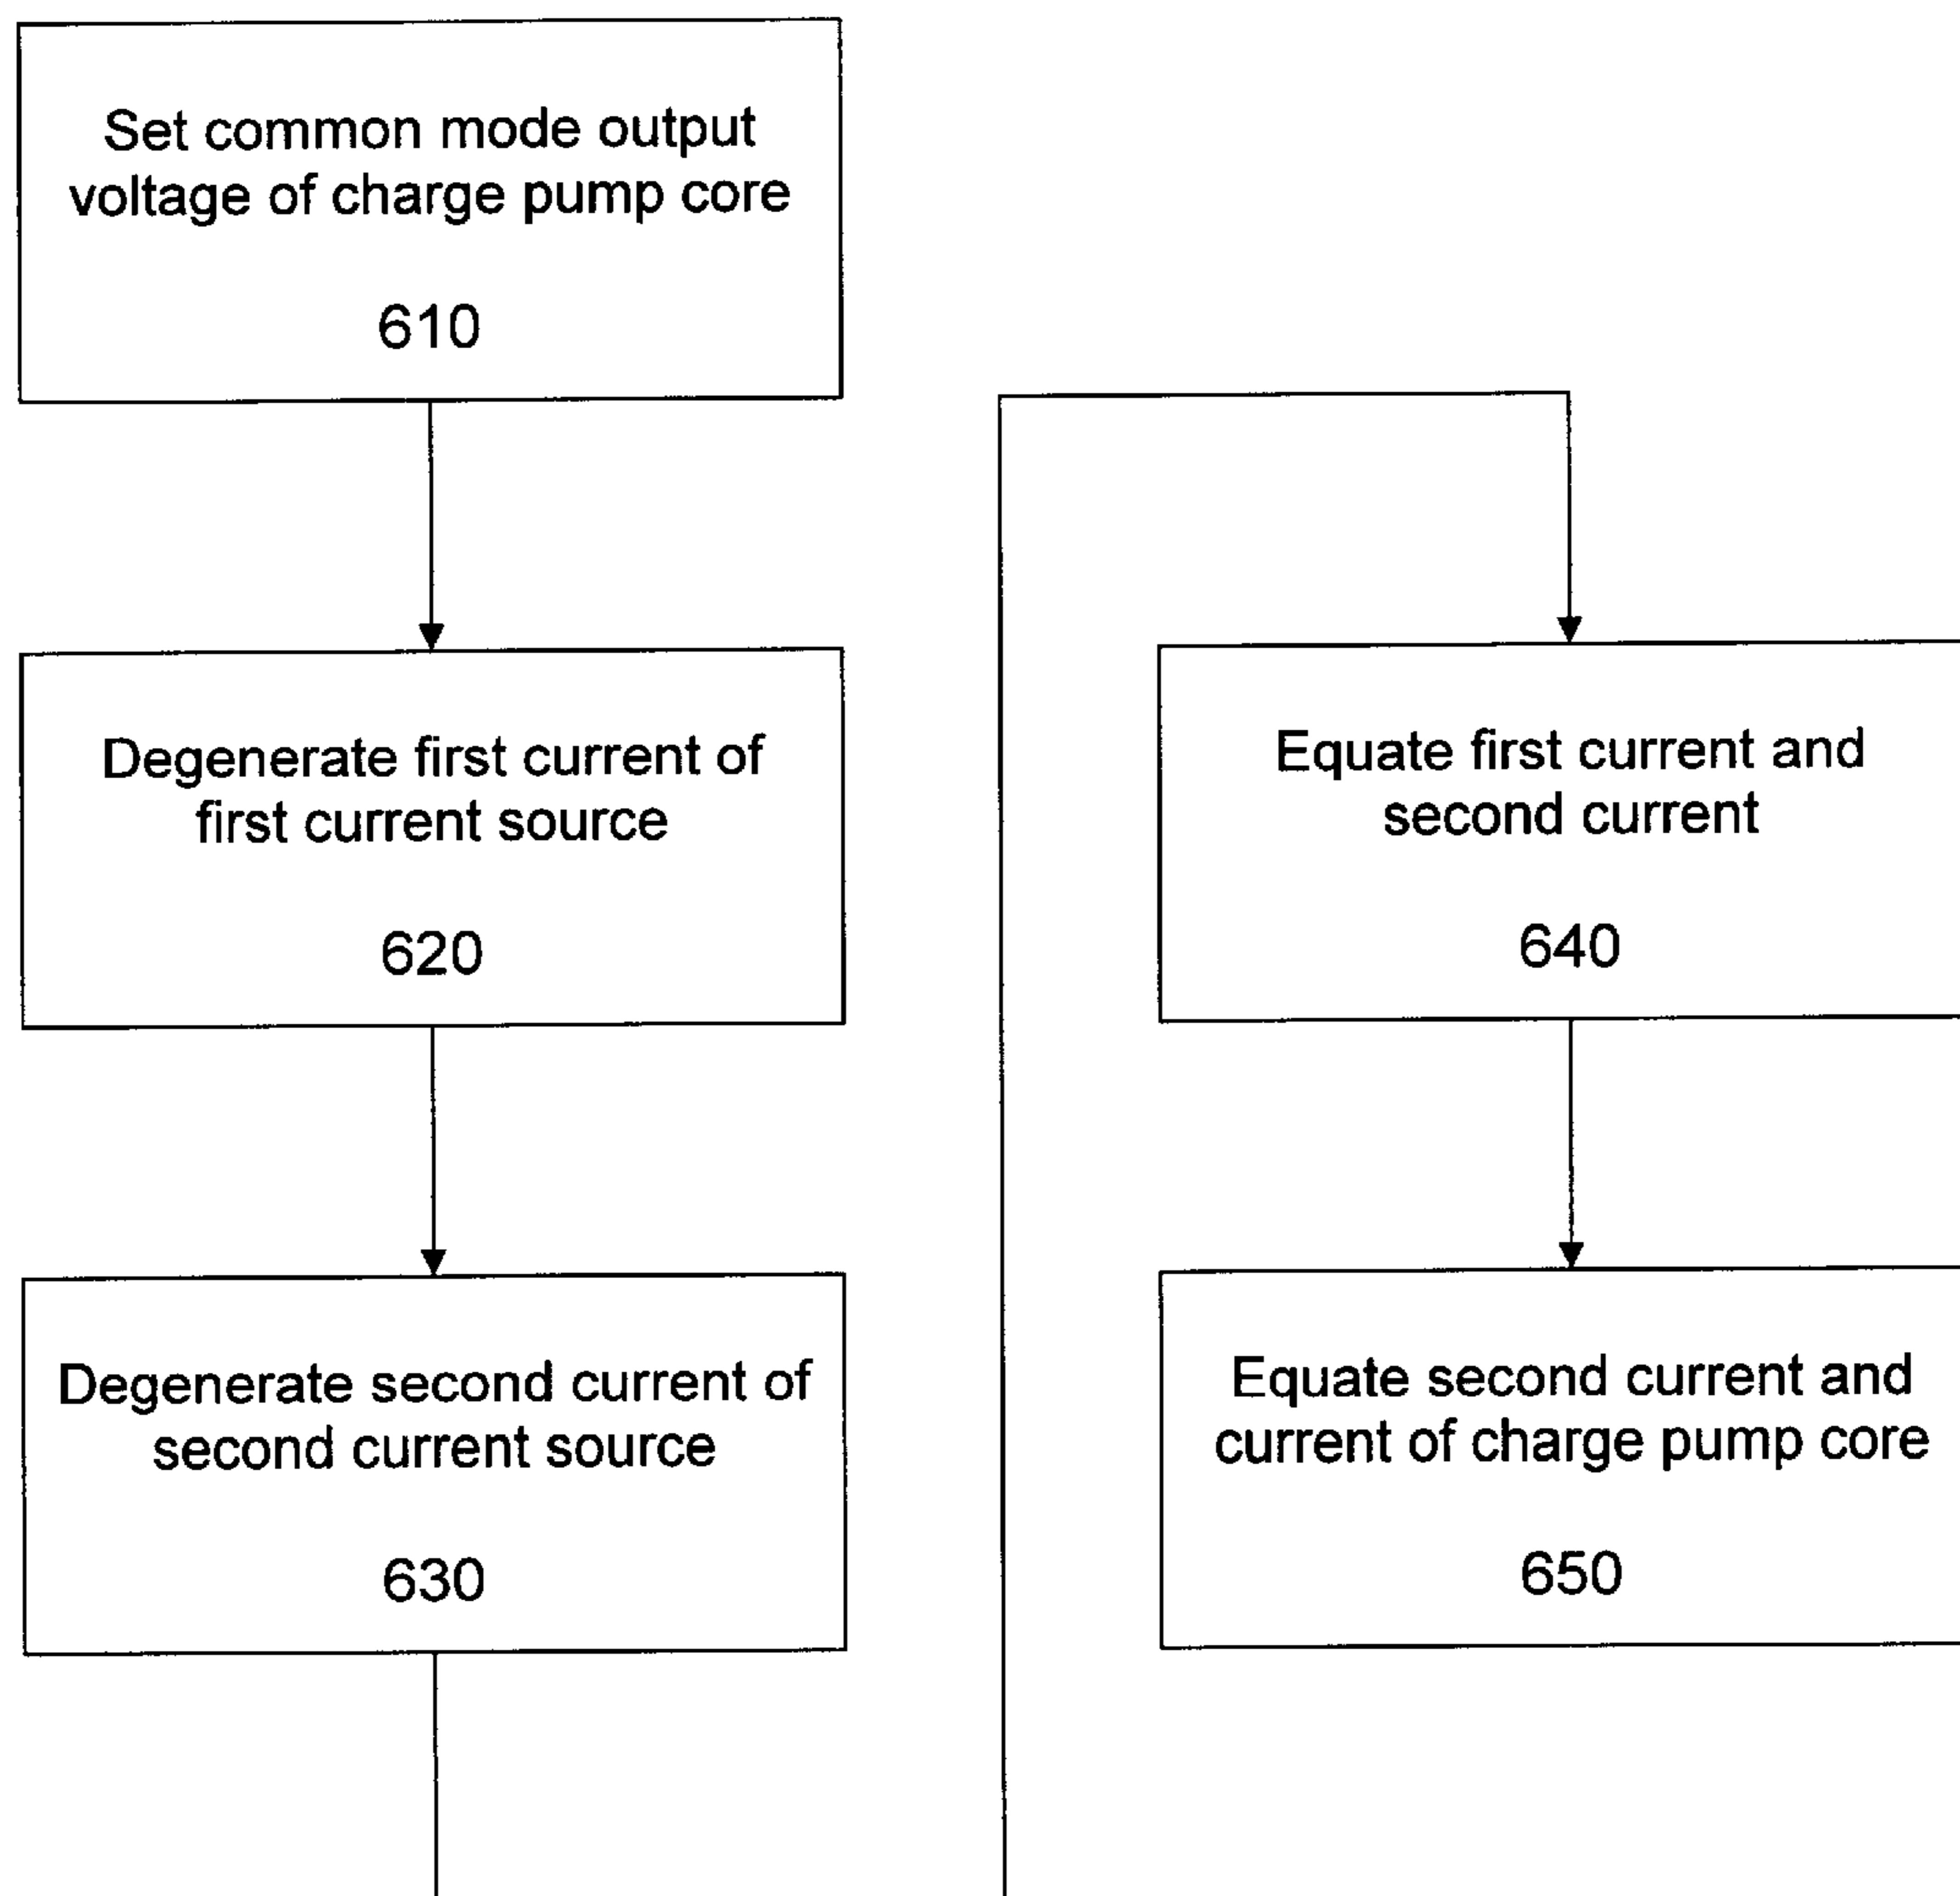 Set common mode output
voltage of charge pump core
610
Degenerate first current of
first current source
620
Degenerate second current of
second current source
630
Equate first current and
second current
640
Equate second current and
current of charge pump core
650